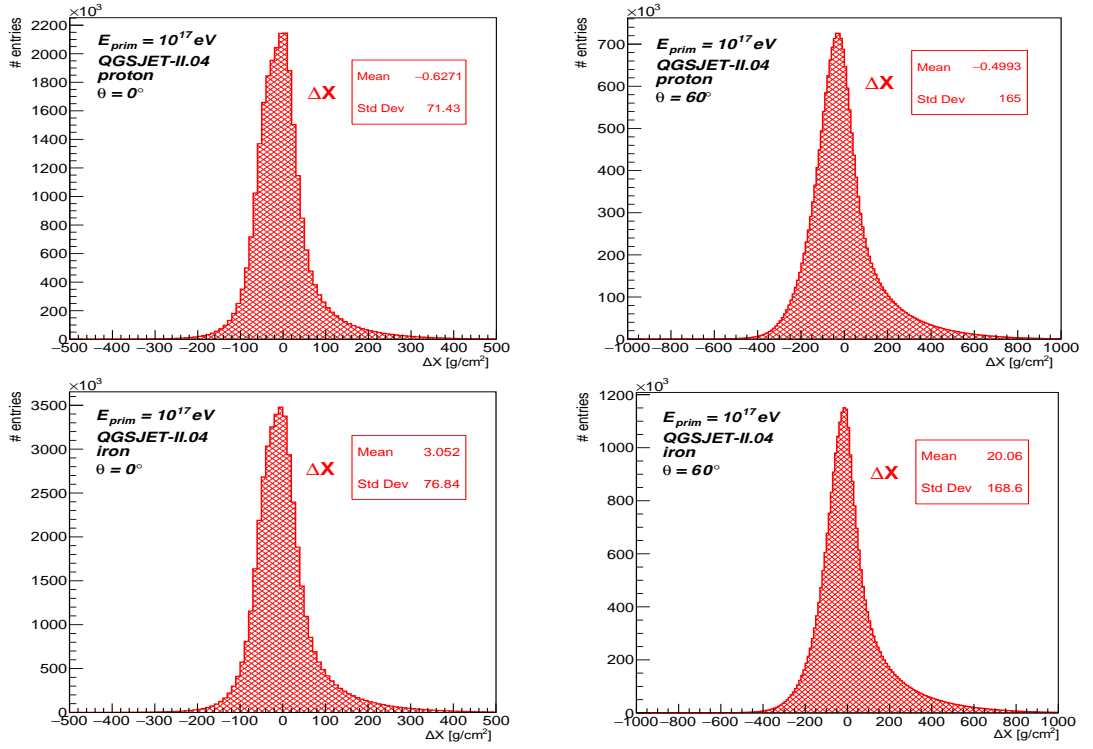 ×10³
# entries
2200
2000
1800
1600
1400
1200
1000
800
600
400
200
0
E_prim = 10¹⁷ eV
QGSJET-II.04
proton
θ = 0°
ΔX
Mean −0.6271
Std Dev 71.43
−500 −400 −300 −200 −100 0 100 200 300 400 500
ΔX [g/cm²]
×10³
# entries
700
600
500
400
300
200
100
0
E_prim = 10¹⁷ eV
QGSJET-II.04
proton
θ = 60°
ΔX
Mean −0.4993
Std Dev 165
−1000 −800 −600 −400 −200 0 200 400 600 800 1000
ΔX [g/cm²]
×10³
# entries
3500
3000
2500
2000
1500
1000
500
0
E_prim = 10¹⁷ eV
QGSJET-II.04
iron
θ = 0°
ΔX
Mean 3.052
Std Dev 76.84
−500 −400 −300 −200 −100 0 100 200 300 400 500
ΔX [g/cm²]
×10³
# entries
1200
1000
800
600
400
200
0
E_prim = 10¹⁷ eV
QGSJET-II.04
iron
θ = 60°
ΔX
Mean 20.06
Std Dev 168.6
−1000 −800 −600 −400 −200 0 200 400 600 800 1000
ΔX [g/cm²]